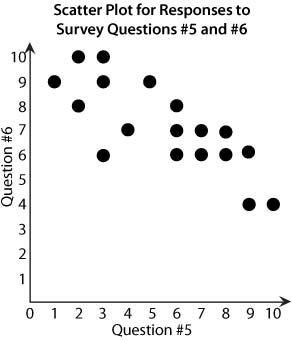 Scatter Plot for Responses to
Survey Questions #5 and #6
10
9
8
7
6
5
4
3
2
1
Question #6
0 1 2 3 4 5 6 7 8 9 10
Question #5